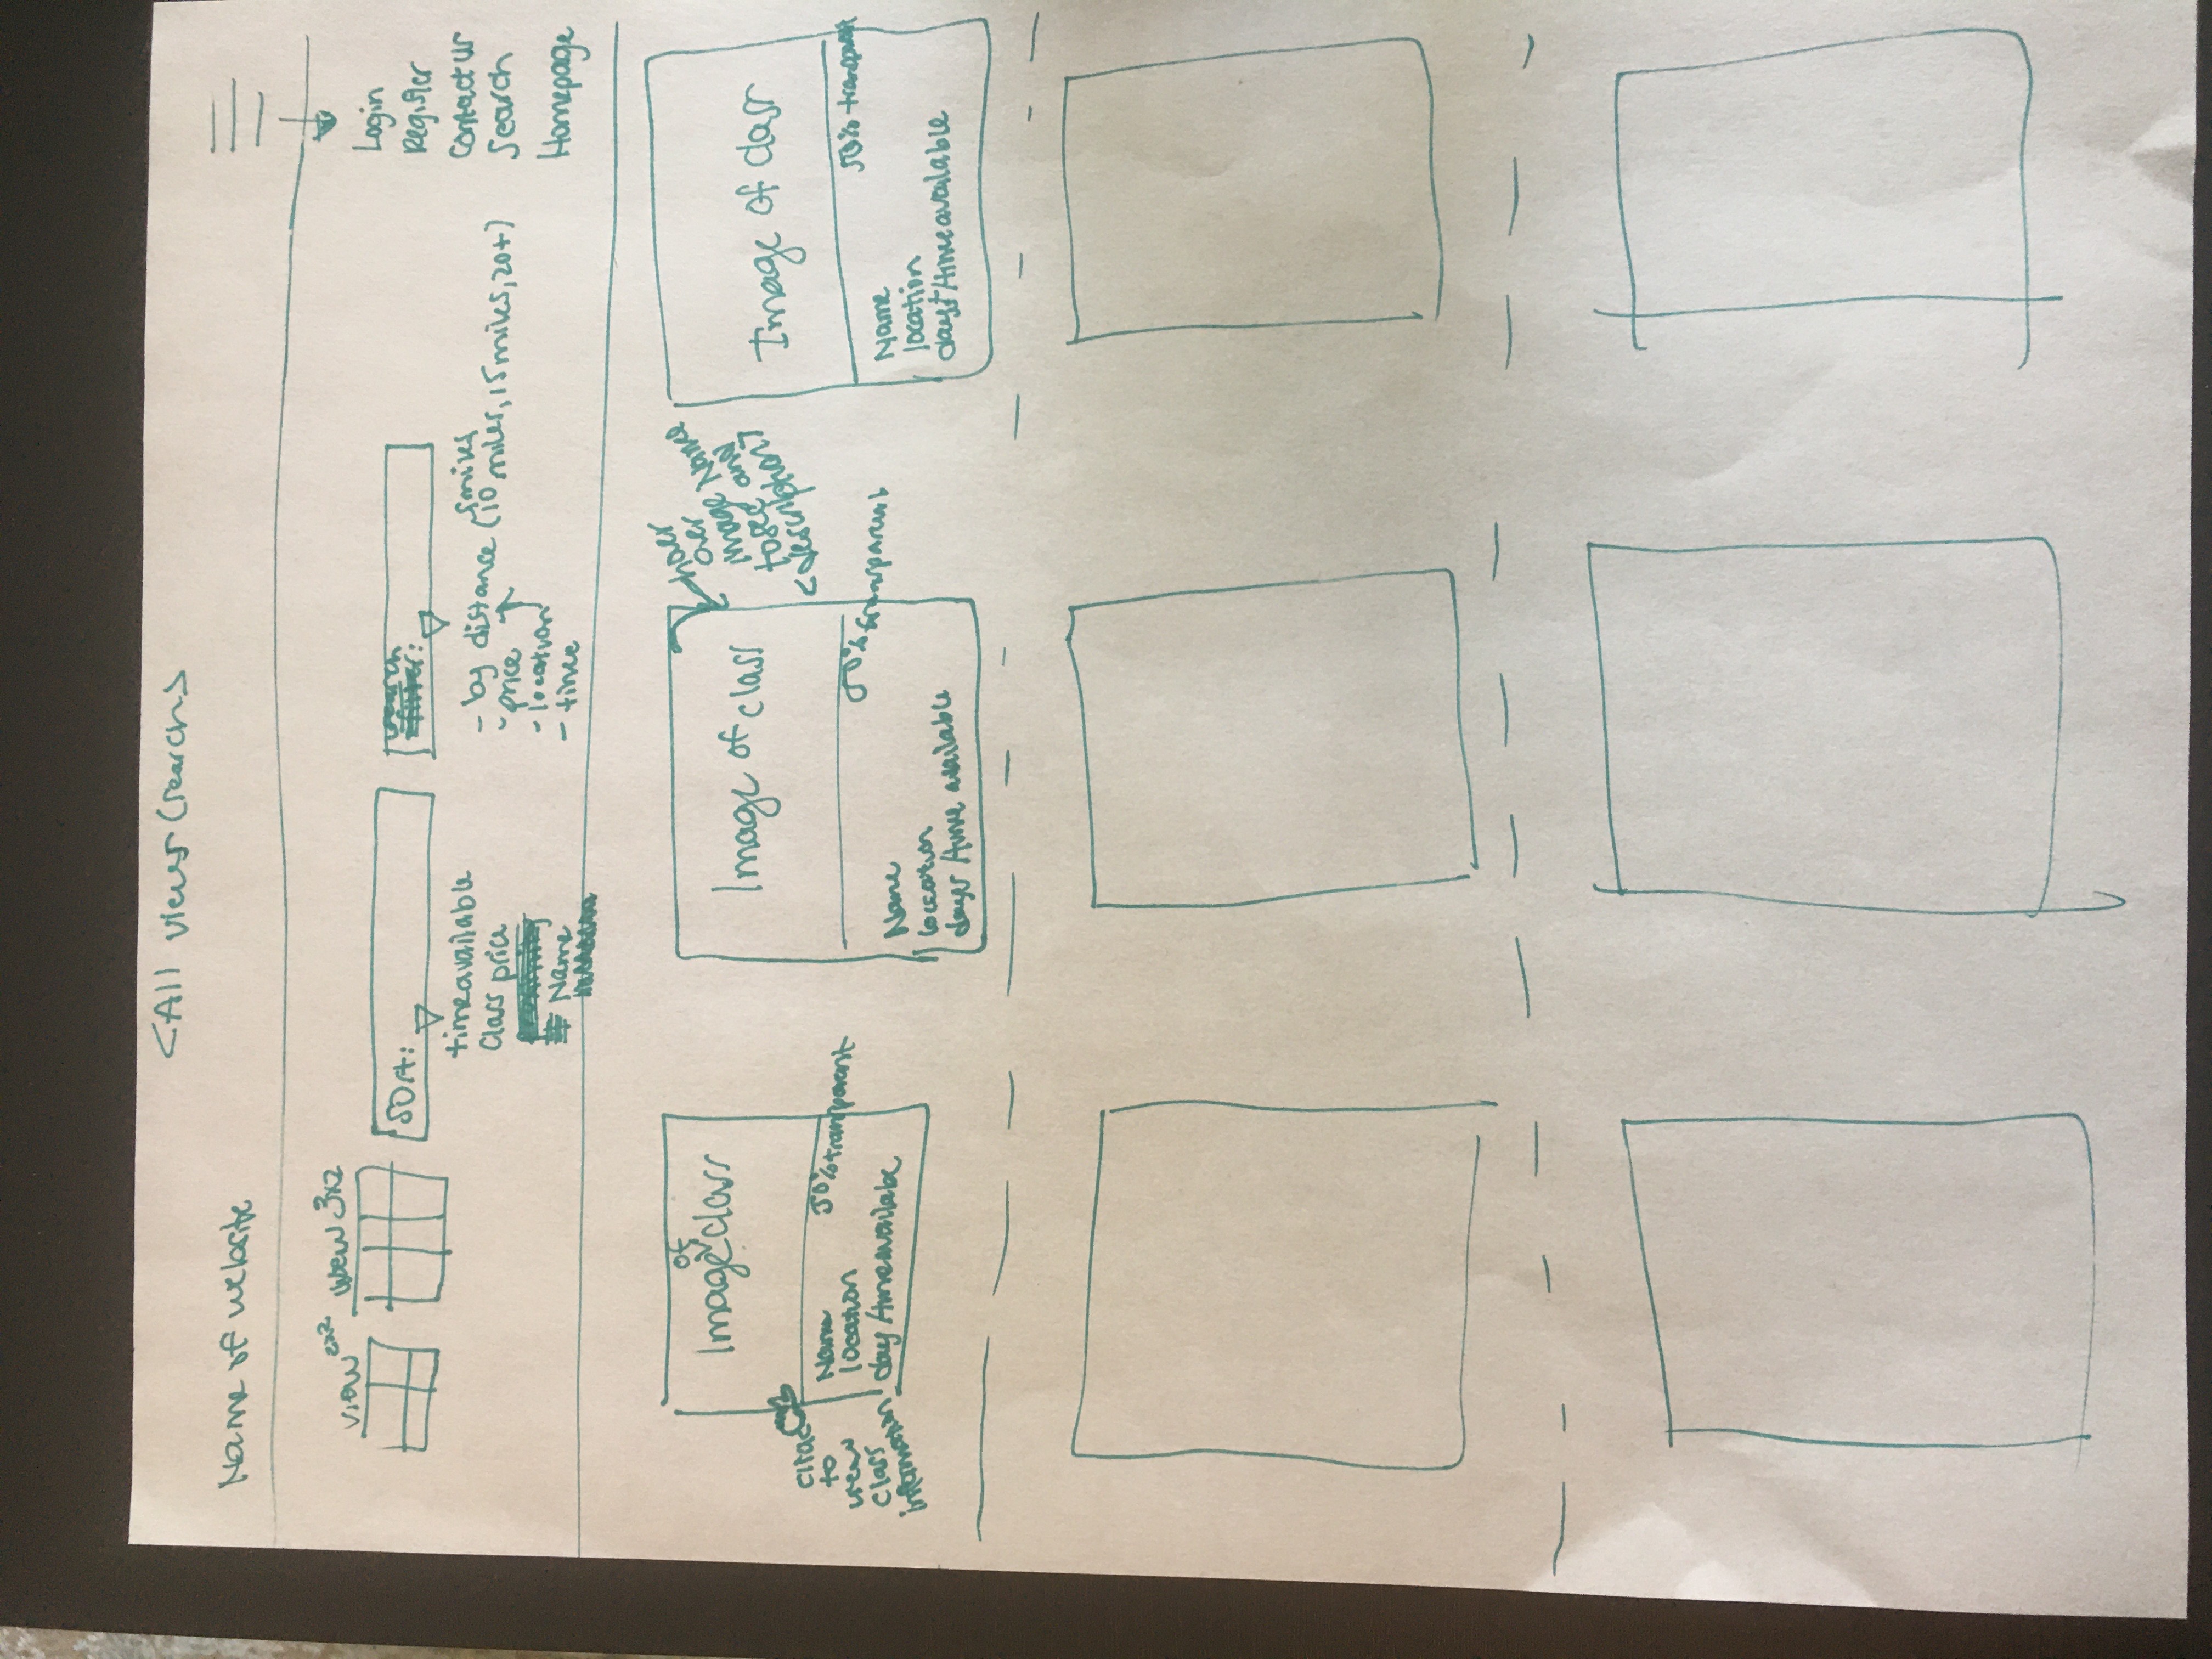 <All views (search)>
Name of website
view 2x2
view 3x2
Sort:
time available
Class price
Name
search
filter:
- by distance (5 miles
10 miles, 15 miles, 20+)
- price
- location
- time
Login
Register
Contact us
Search
Homepage
Image of class
50% transparent
Name
location
day/time available
click
to
view
class
information
Image of class
50%
transparent
Name
location
days/time available
hover
over
image Name
to see and
<description>
Image of class
50% transparent
Name
location
days/time available